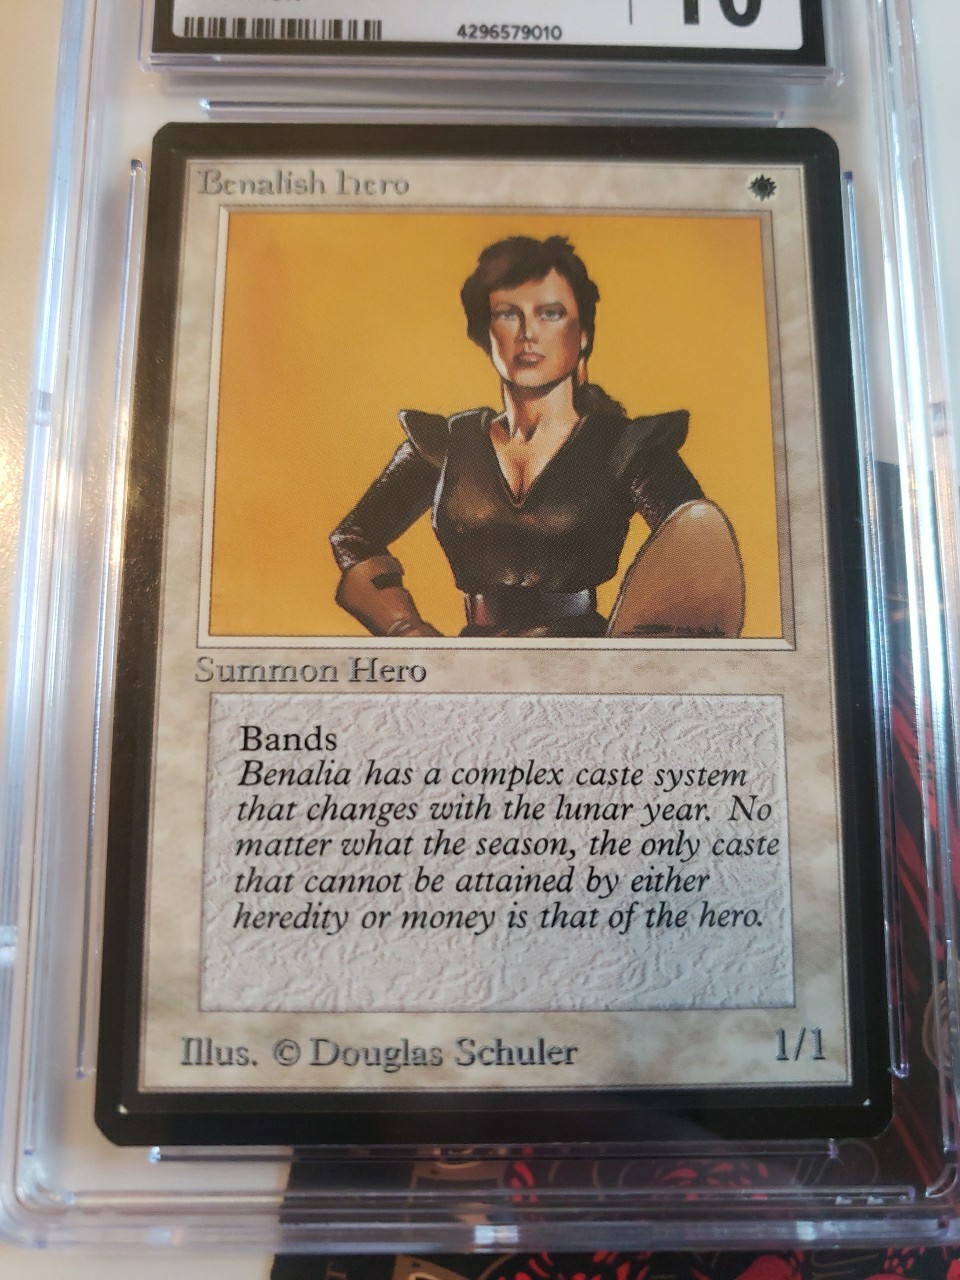 4296579010
10
Benalish Hero
Summon Hero
Bands
Benalia has a complex caste system
that changes with the lunar year. No
matter what the season, the only caste
that cannot be attained by either
heredity or money is that of the hero.
Illus. © Douglas Schuler
1/1